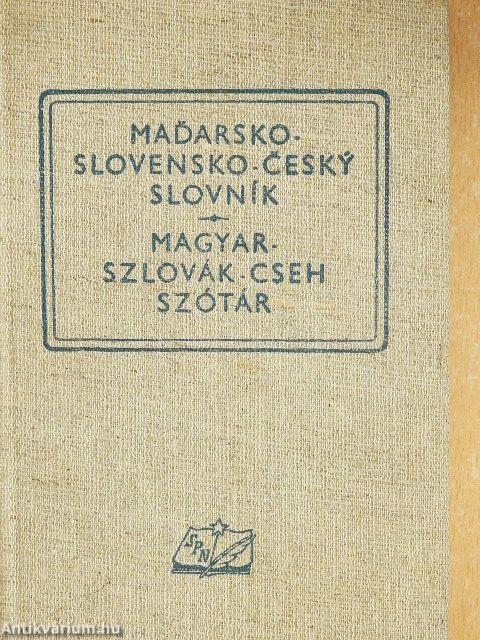 MAĎARSKO-
SLOVENSKO-ČESKÝ
SLOVNÍK
MAGYAR-
SZLOVÁK-CSEH
SZÓTÁR
SPN
Antikvarium.hu